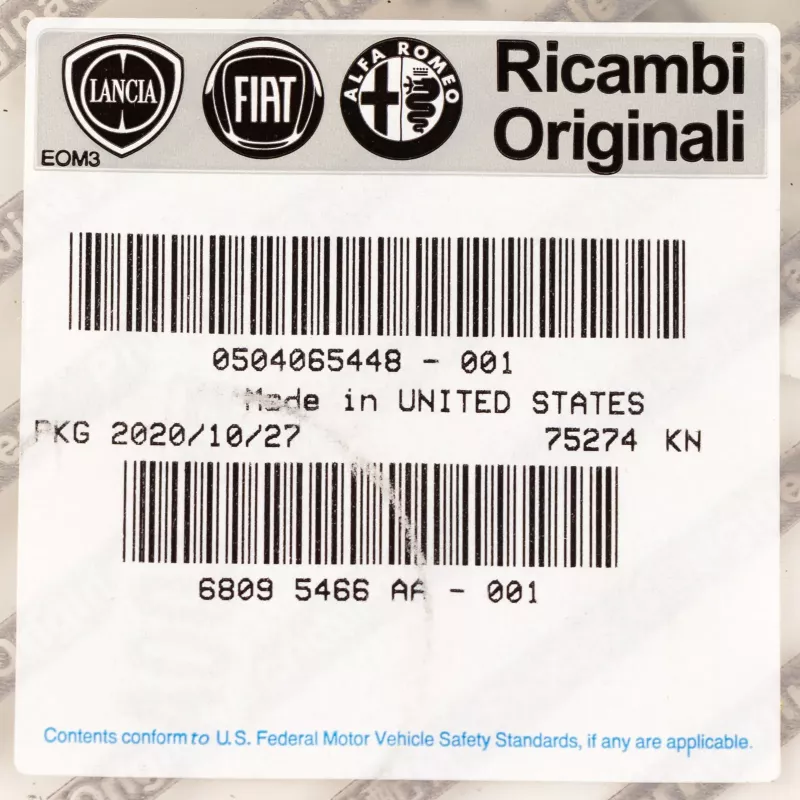 LANCIA
FIAT
ALFA ROMEO
Ricambi
Originali
EOM3
0504065448 - 001
Made in UNITED STATES
PKG 2020/10/27 75274 KN
6809 5466 AA - 001
Contents conform to U.S. Federal Motor Vehicle Safety Standards, if any are applicable.